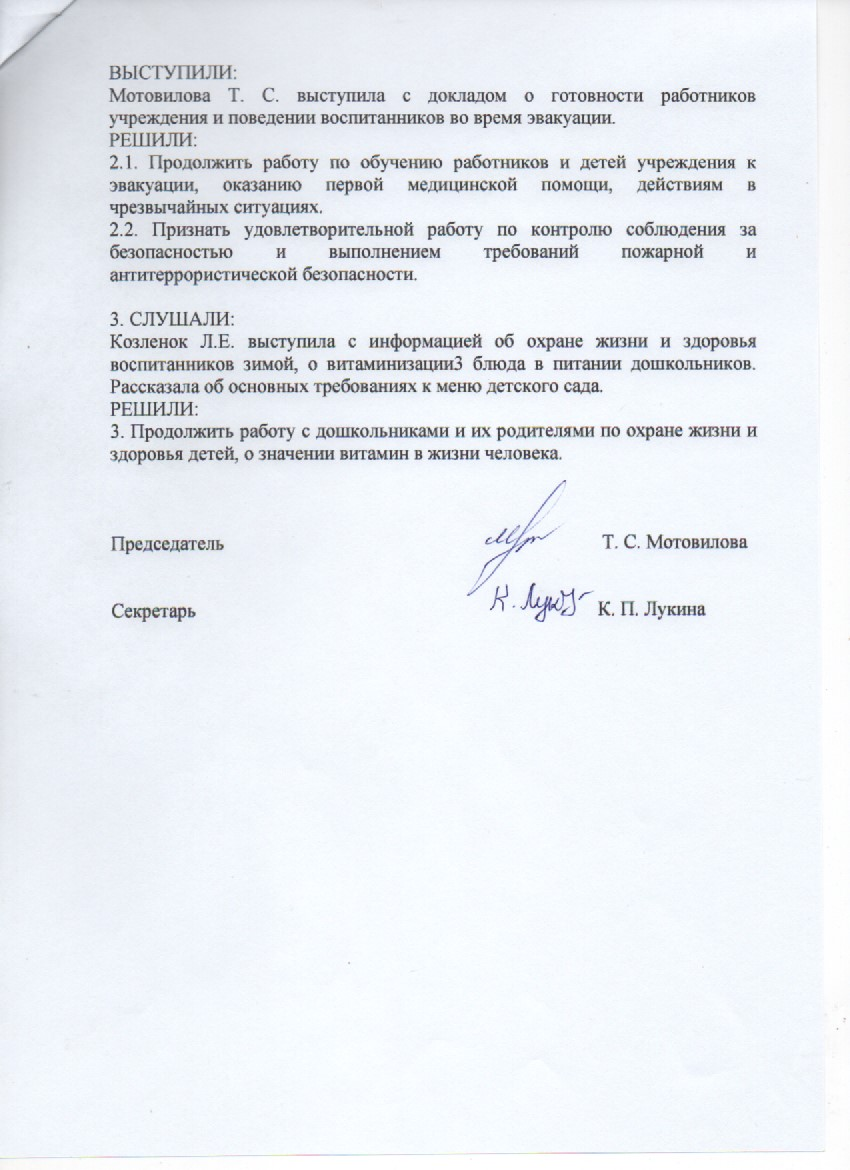 ВЫСТУПИЛИ:
Мотовилова Т. С. выступила с докладом о готовности работников
учреждения и поведении воспитанников во время эвакуации.
РЕШИЛИ:
2.1. Продолжить работу по обучению работников и детей учреждения к
эвакуации, оказанию первой медицинской помощи, действиям в
чрезвычайных ситуациях.
2.2. Признать удовлетворительной работу по контролю соблюдения за
безопасностью и выполнением требований пожарной и
антитеррористической безопасности.
3. СЛУШАЛИ:
Козленок Л.Е. выступила с информацией об охране жизни и здоровья
воспитанников зимой, о витаминизации3 блюда в питании дошкольников.
Рассказала об основных требованиях к меню детского сада.
РЕШИЛИ:
3. Продолжить работу с дошкольниками и их родителями по охране жизни и
здоровья детей, о значении витамин в жизни человека.
Председатель Т. С. Мотовилова
Секретарь К. П. Лукина